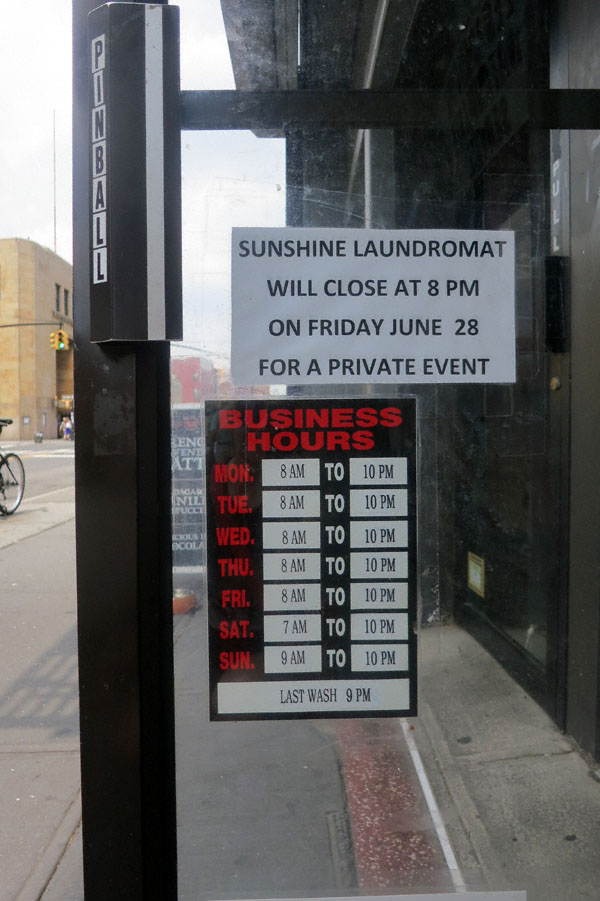 PINBALL
SUNSHINE LAUNDROMAT
WILL CLOSE AT 8 PM
ON FRIDAY JUNE 28
FOR A PRIVATE EVENT
BUSINESS
HOURS
MON. 8 AM TO 10 PM
TUE. 8 AM TO 10 PM
WED. 8 AM TO 10 PM
THU. 8 AM TO 10 PM
FRI. 8 AM TO 10 PM
SAT. 7 AM TO 10 PM
SUN. 9 AM TO 10 PM
LAST WASH 9 PM
PULL